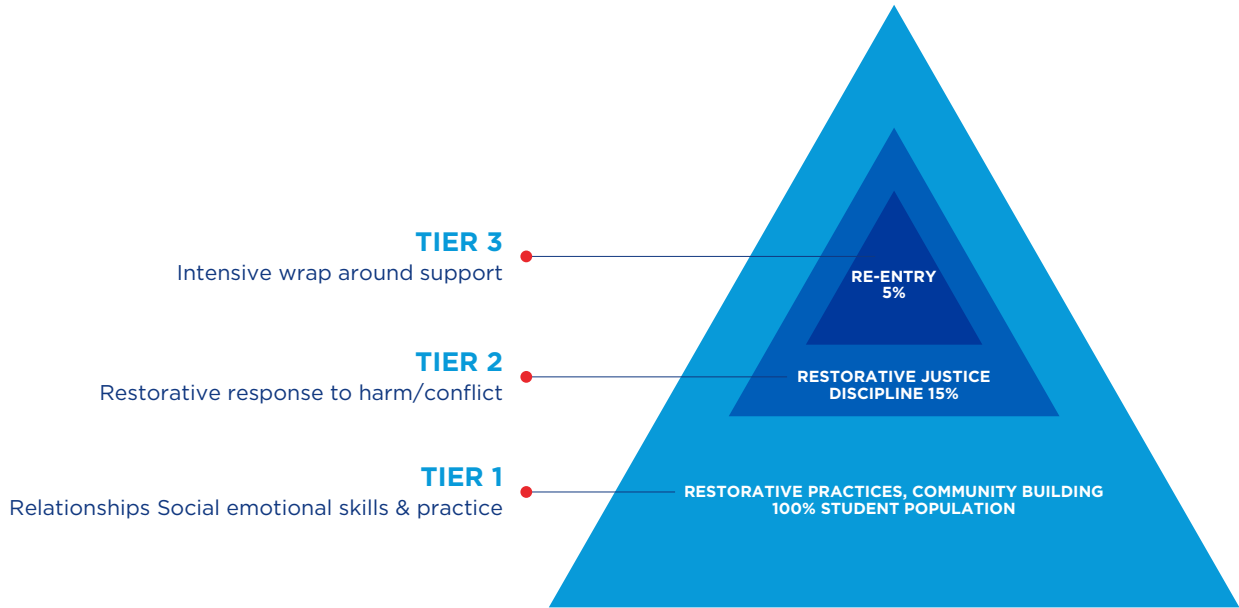 TIER 3
Intensive wrap around support
RE-ENTRY
5%
TIER 2
Restorative response to harm/conflict
RESTORATIVE JUSTICE
DISCIPLINE 15%
TIER 1
Relationships Social emotional skills & practice
RESTORATIVE PRACTICES, COMMUNITY BUILDING
100% STUDENT POPULATION